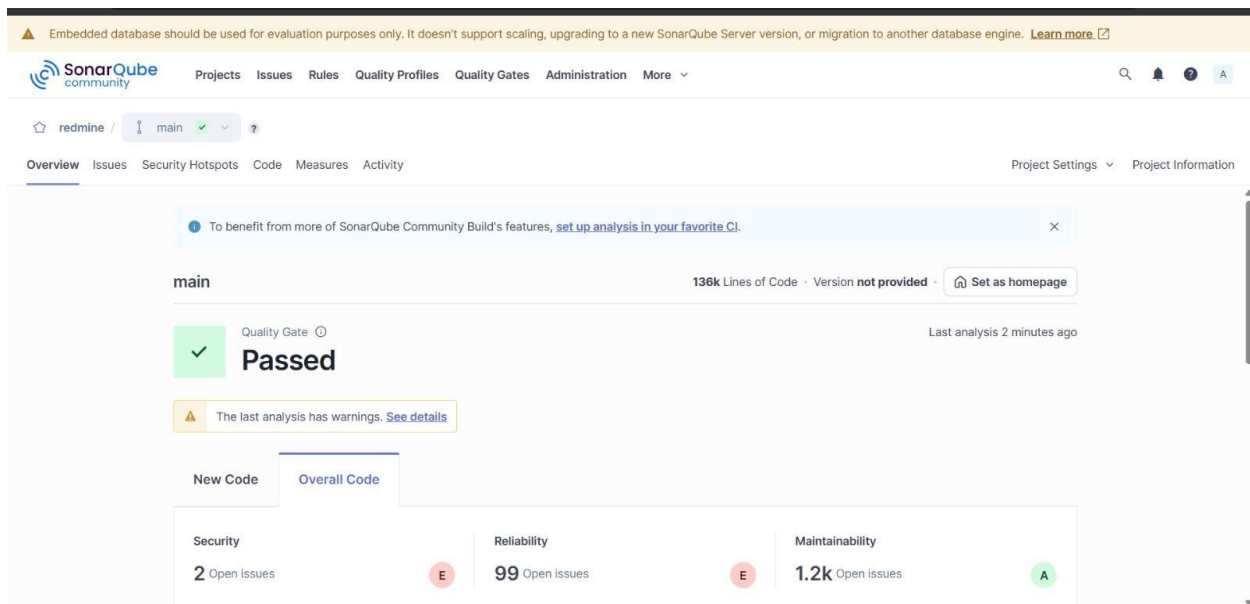 Embedded database should be used for evaluation purposes only. It doesn't support scaling, upgrading to a new SonarQube Server version, or migration to another database engine. Learn more
SonarQube community Projects Issues Rules Quality Profiles Quality Gates Administration More A
redmine / main
Overview Issues Security Hotspots Code Measures Activity Project Settings Project Information
To benefit from more of SonarQube Community Build's features, set up analysis in your favorite CI.
main 136k Lines of Code · Version not provided · Set as homepage
Quality Gate Last analysis 2 minutes ago
Passed
The last analysis has warnings. See details
New Code Overall Code
Security Reliability Maintainability
2 Open issues E 99 Open issues E 1.2k Open issues A